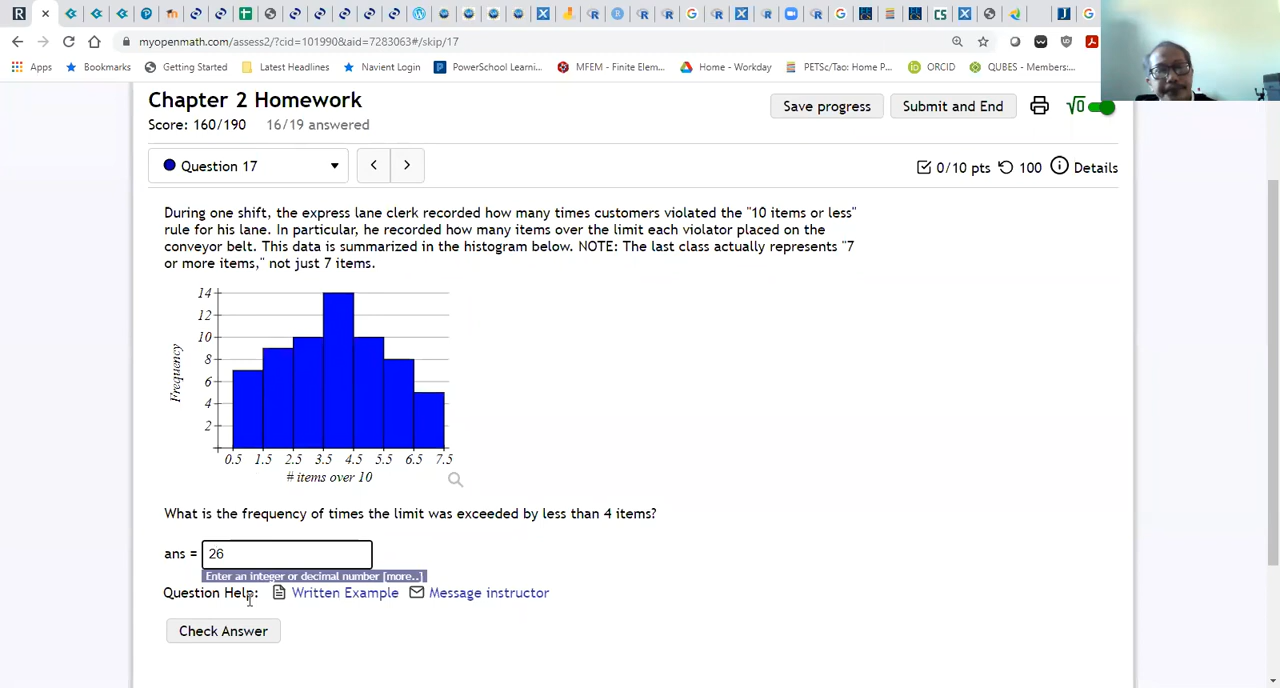 myopenmath.com/assess2/?cid=101990&aid=7283063#/skip/17
Apps Bookmarks Getting Started Latest Headlines Navient Login PowerSchool Learni... MFEM - Finite Elem... Home - Workday PETSc/Tao: Home P... ORCID QUBES - Members:...
Chapter 2 Homework
Save progress Submit and End √0
Score: 160/190 16/19 answered
Question 17 < > 0/10 pts 100 Details
During one shift, the express lane clerk recorded how many times customers violated the "10 items or less"
rule for his lane. In particular, he recorded how many items over the limit each violator placed on the
conveyor belt. This data is summarized in the histogram below. NOTE: The last class actually represents "7
or more items," not just 7 items.
14
12
10
8
6
4
2
Frequency
0.5 1.5 2.5 3.5 4.5 5.5 6.5 7.5
# items over 10
What is the frequency of times the limit was exceeded by less than 4 items?
ans = 26
Enter an integer or decimal number [more..]
Question Help: Written Example Message instructor
Check Answer